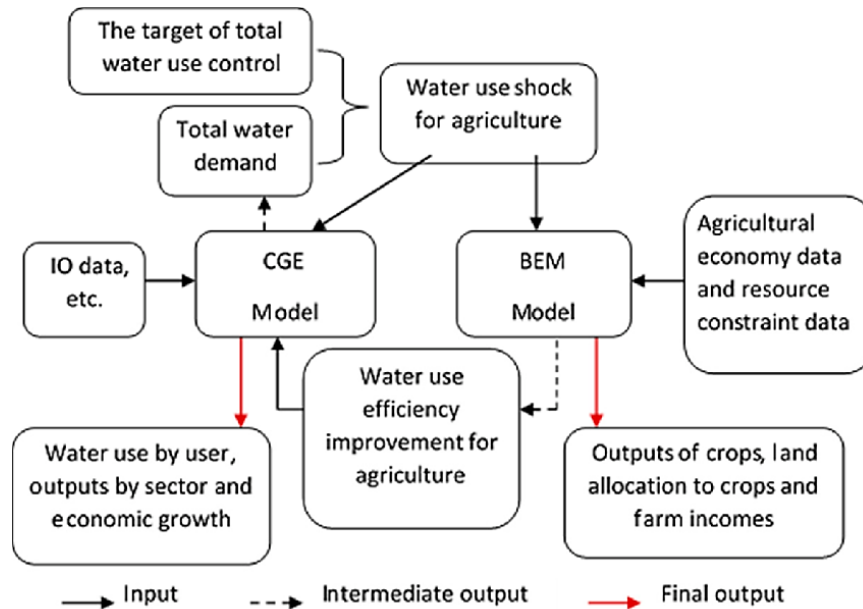 The target of total
water use control
Total water
demand
Water use shock
for agriculture
IO data,
etc.
CGE
Model
BEM
Model
Agricultural
economy data
and resource
constraint data
Water use
efficiency
improvement for
agriculture
Water use by user,
outputs by sector and
economic growth
Outputs of crops, land
allocation to crops and
farm incomes
Input
Intermediate output
Final output